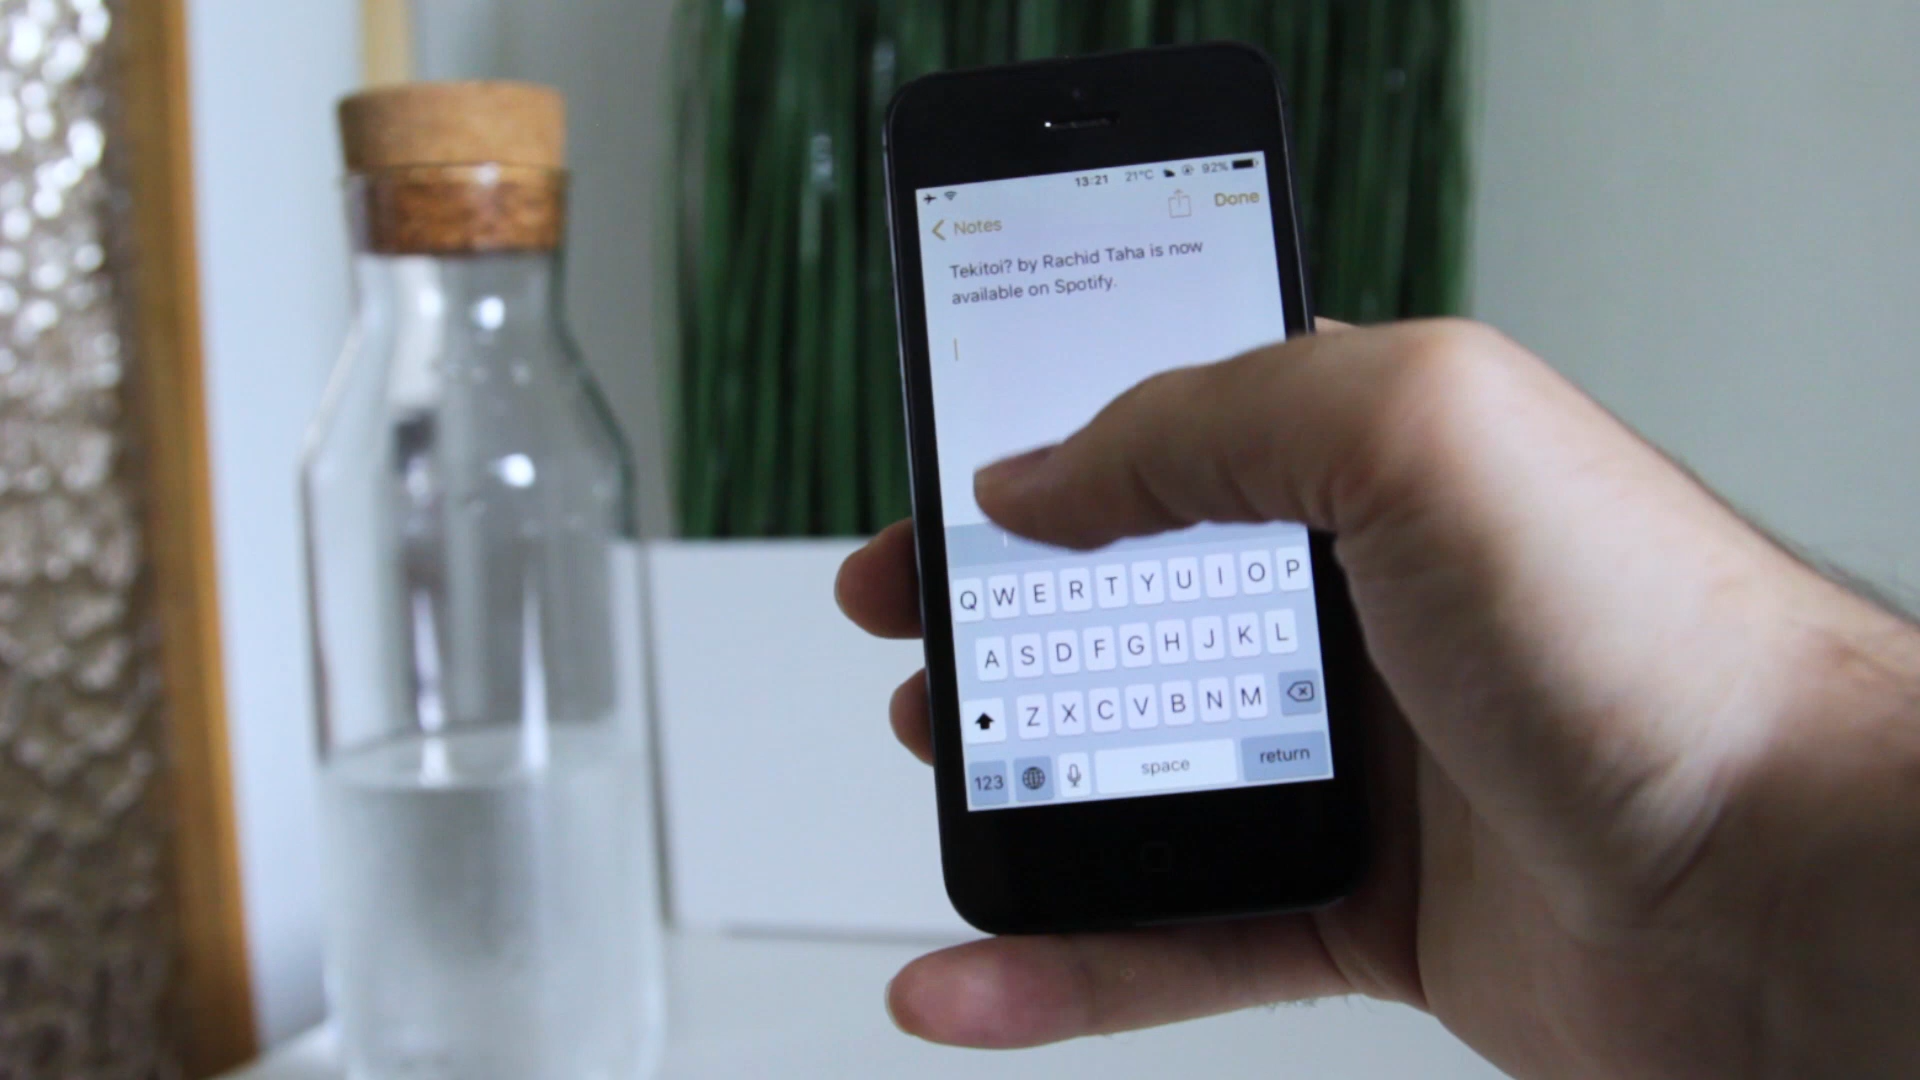 13:21 21°C 92%
Notes Done
Tekitoi? by Rachid Taha is now
available on Spotify.
Q W E R T Y U I O P
A S D F G H J K L
Z X C V B N M
123 space return